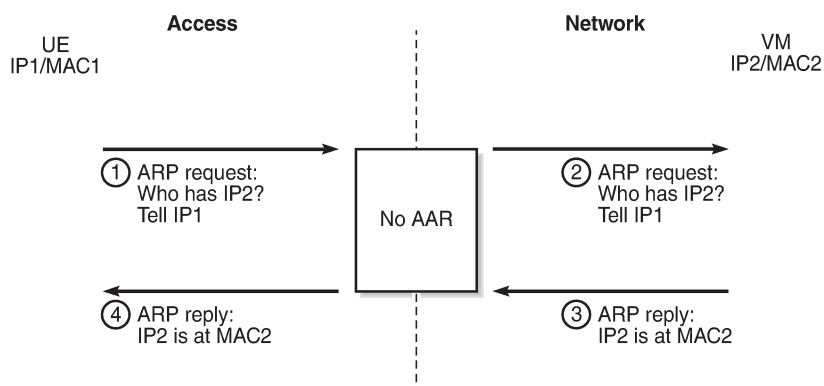 Access
Network
UE
IP1/MAC1
VM
IP2/MAC2
1 ARP request:
Who has IP2?
Tell IP1
2 ARP request:
Who has IP2?
Tell IP1
No AAR
4 ARP reply:
IP2 is at MAC2
3 ARP reply:
IP2 is at MAC2